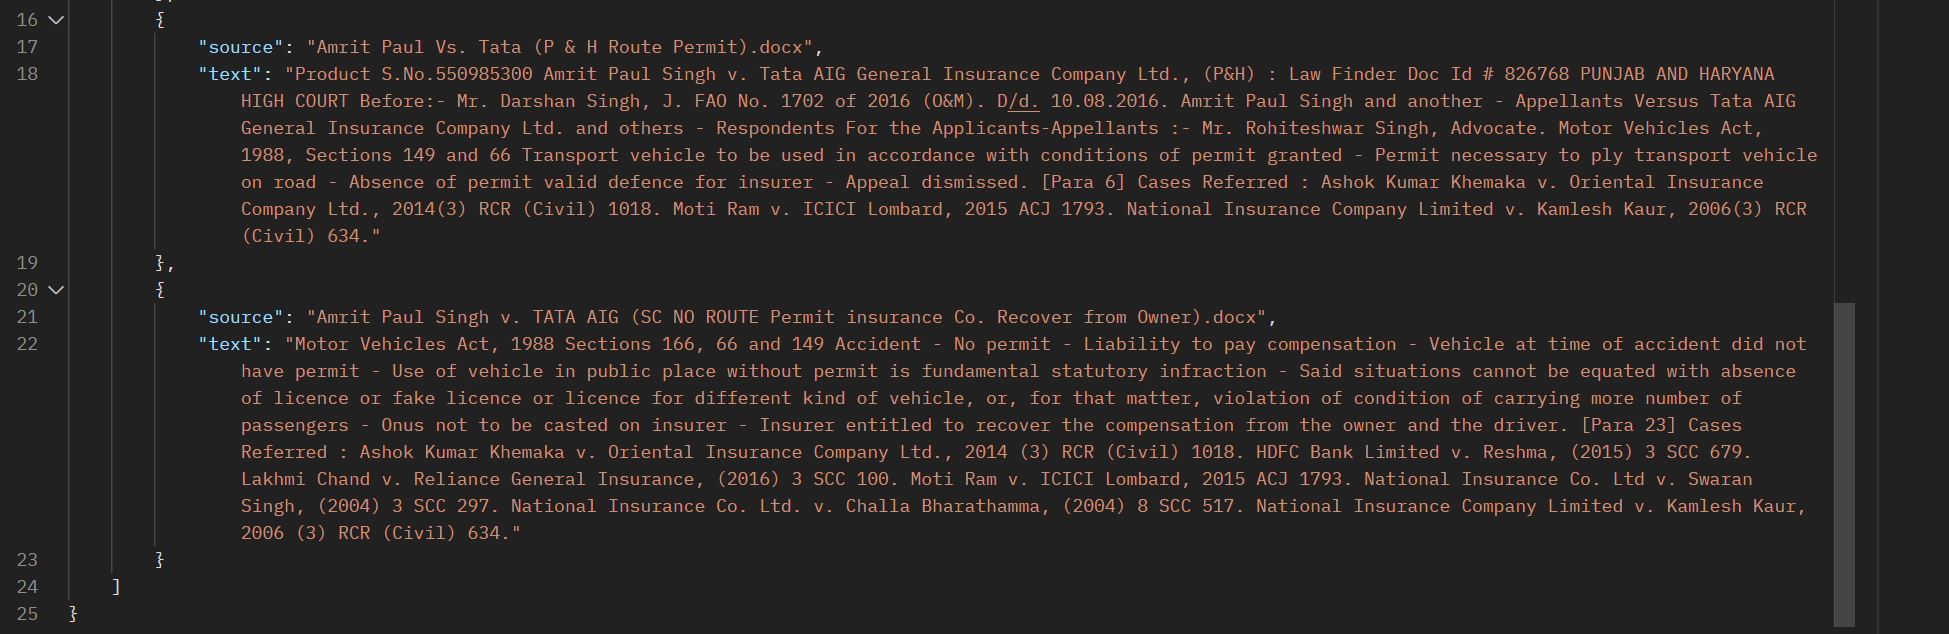 16 {
17 "source": "Amrit Paul Vs. Tata (P & H Route Permit).docx",
18 "text": "Product S.No.550985300 Amrit Paul Singh v. Tata AIG General Insurance Company Ltd., (P&H) : Law Finder Doc Id # 826768 PUNJAB AND HARYANA
HIGH COURT Before:- Mr. Darshan Singh, J. FAO No. 1702 of 2016 (O&M). D/d. 10.08.2016. Amrit Paul Singh and another - Appellants Versus Tata AIG
General Insurance Company Ltd. and others - Respondents For the Applicants-Appellants :- Mr. Rohiteshwar Singh, Advocate. Motor Vehicles Act,
1988, Sections 149 and 66 Transport vehicle to be used in accordance with conditions of permit granted - Permit necessary to ply transport vehicle
on road - Absence of permit valid defence for insurer - Appeal dismissed. [Para 6] Cases Referred : Ashok Kumar Khemaka v. Oriental Insurance
Company Ltd., 2014(3) RCR (Civil) 1018. Moti Ram v. ICICI Lombard, 2015 ACJ 1793. National Insurance Company Limited v. Kamlesh Kaur, 2006(3) RCR
(Civil) 634."
19 },
20 {
21 "source": "Amrit Paul Singh v. TATA AIG (SC NO ROUTE Permit insurance Co. Recover from Owner).docx",
22 "text": "Motor Vehicles Act, 1988 Sections 166, 66 and 149 Accident - No permit - Liability to pay compensation - Vehicle at time of accident did not
have permit - Use of vehicle in public place without permit is fundamental statutory infraction - Said situations cannot be equated with absence
of licence or fake licence or licence for different kind of vehicle, or, for that matter, violation of condition of carrying more number of
passengers - Onus not to be casted on insurer - Insurer entitled to recover the compensation from the owner and the driver. [Para 23] Cases
Referred : Ashok Kumar Khemaka v. Oriental Insurance Company Ltd., 2014 (3) RCR (Civil) 1018. HDFC Bank Limited v. Reshma, (2015) 3 SCC 679.
Lakhmi Chand v. Reliance General Insurance, (2016) 3 SCC 100. Moti Ram v. ICICI Lombard, 2015 ACJ 1793. National Insurance Co. Ltd v. Swaran
Singh, (2004) 3 SCC 297. National Insurance Co. Ltd. v. Challa Bharathamma, (2004) 8 SCC 517. National Insurance Company Limited v. Kamlesh Kaur,
2006 (3) RCR (Civil) 634."
23 }
24 ]
25 }